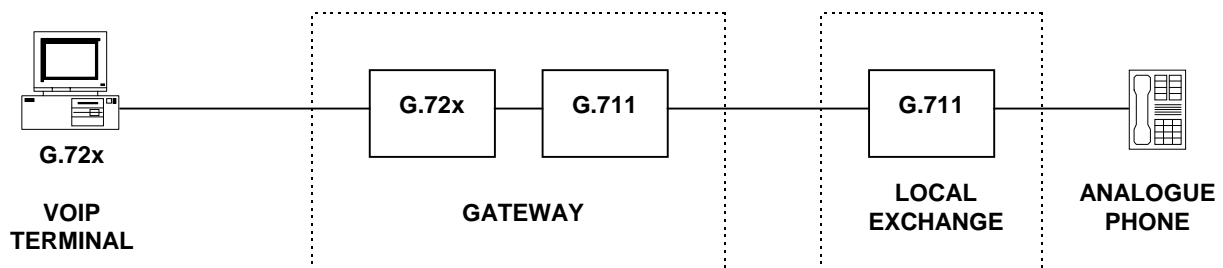 G.72x
G.711
G.711
G.72x
VOIP
TERMINAL
GATEWAY
LOCAL
EXCHANGE
ANALOGUE
PHONE